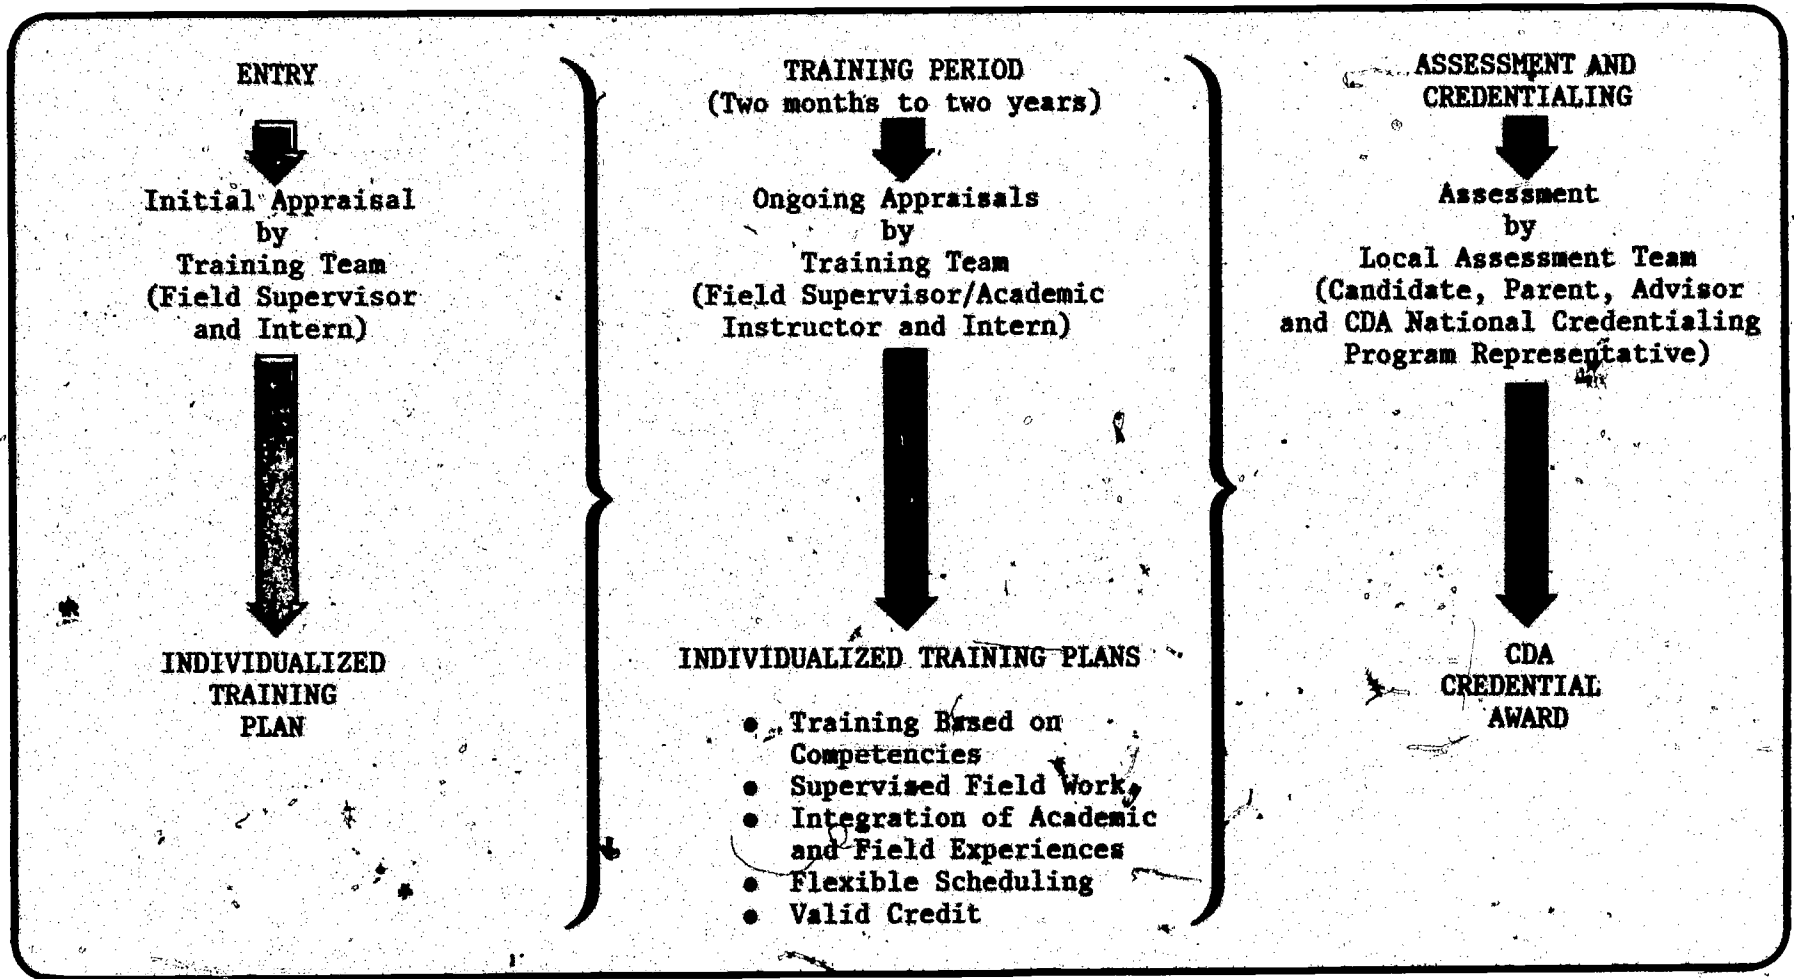 ENTRY
Initial Appraisal
by
Training Team
(Field Supervisor
and Intern)
INDIVIDUALIZED
TRAINING
PLAN
TRAINING PERIOD
(Two months to two years)
Ongoing Appraisals
by
Training Team
(Field Supervisor/Academic
Instructor and Intern)
INDIVIDUALIZED TRAINING PLANS
● Training Based on
Competencies
● Supervised Field Work
● Integration of Academic
and Field Experiences
● Flexible Scheduling
● Valid Credit
ASSESSMENT AND
CREDENTIALING
Assessment
by
Local Assessment Team
(Candidate, Parent, Advisor
and CDA National Credentialing
Program Representative)
CDA
CREDENTIAL
AWARD